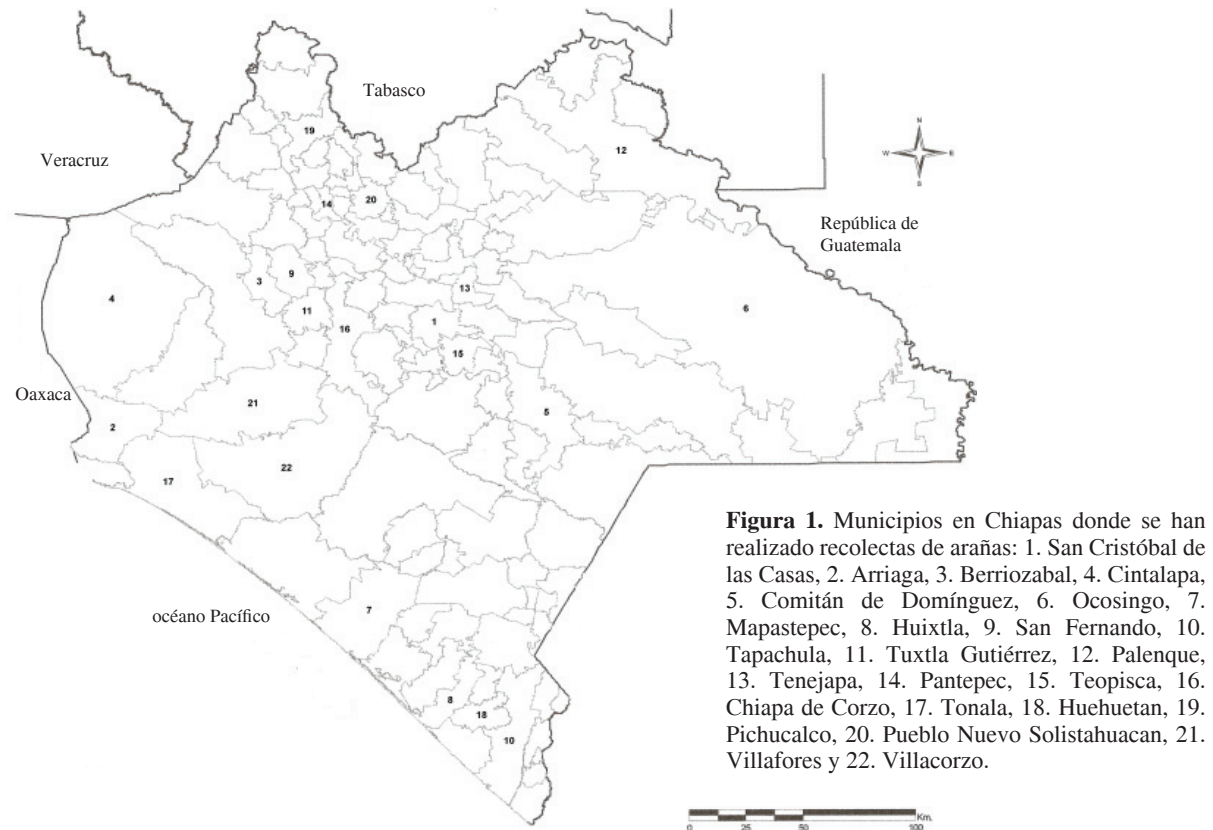 Tabasco
19
12
N
W
E
S
Veracruz
14
20
República de
Guatemala
3
9
13
4
11
6
16
1
15
Oaxaca
21
5
2
17
22
Figura 1. Municipios en Chiapas donde se han
realizado recolectas de arañas: 1. San Cristóbal de
las Casas, 2. Arriaga, 3. Berriozabal, 4. Cintalapa,
5. Comitán de Domínguez, 6. Ocosingo, 7.
Mapastepec, 8. Huixtla, 9. San Fernando, 10.
Tapachula, 11. Tuxtla Gutiérrez, 12. Palenque,
13. Tenejapa, 14. Pantepec, 15. Teopisca, 16.
Chiapa de Corzo, 17. Tonala, 18. Huehuetan, 19.
Pichucalco, 20. Pueblo Nuevo Solistahuacan, 21.
Villafores y 22. Villacorzo.
océano Pacífico
7
8
18
10
Km.
0 25 50 100